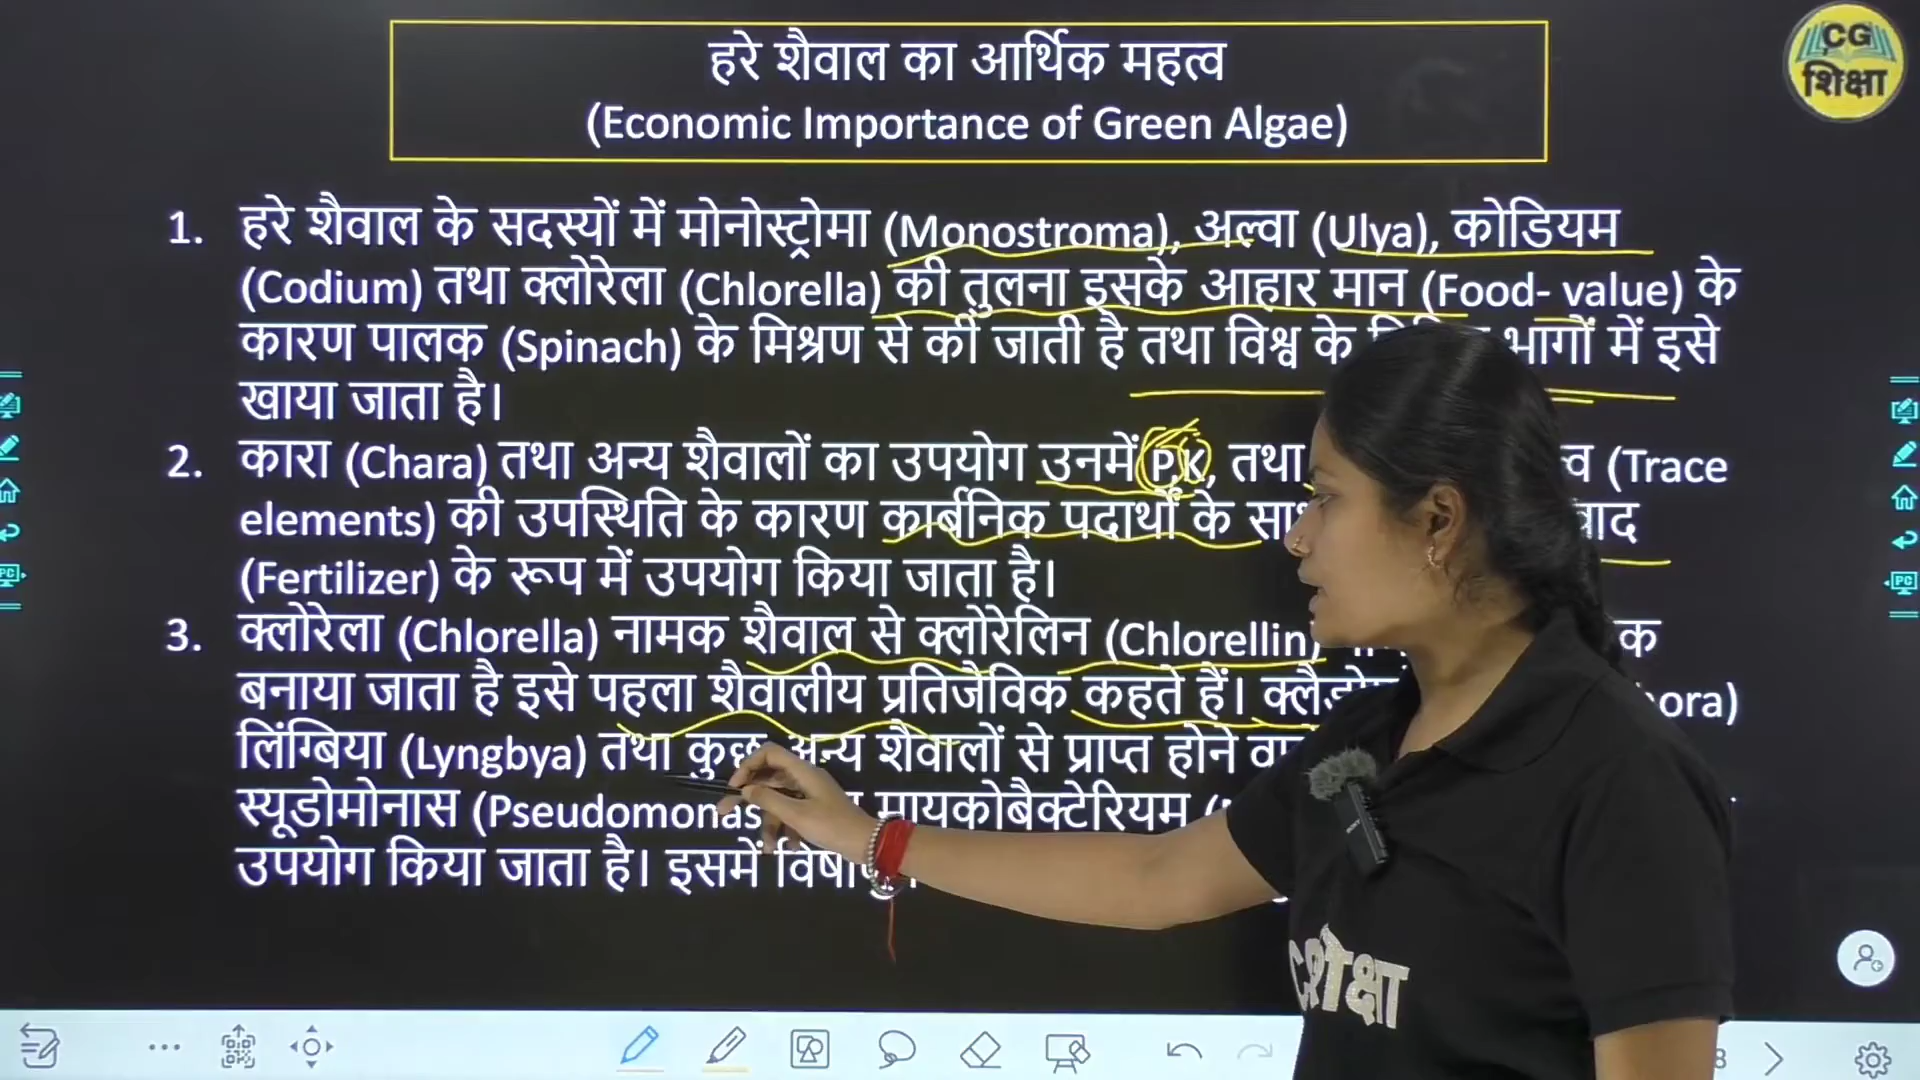 हरे शैवाल का आर्थिक महत्व
(Economic Importance of Green Algae)
CG
शिक्षा
1. हरे शैवाल के सदस्यों में मोनोस्ट्रोमा (Monostroma), अल्वा (Ulya), कोडियम
(Codium) तथा क्लोरेला (Chlorella) की तुलना इसके आहार मान (Food- value) के
कारण पालक (Spinach) के मिश्रण से की जाती है तथा विश्व के भागों में इसे
खाया जाता है।
2. कारा (Chara) तथा अन्य शैवालों का उपयोग उनमें P,K, तथा (Trace
elements) की उपस्थिति के कारण कार्बनिक पदार्थों के
(Fertilizer) के रूप में उपयोग किया जाता है।
3. क्लोरेला (Chlorella) नामक शैवाल से क्लोरेलिन (Chlorellin)
बनाया जाता है इसे पहला शैवालीय प्रतिजैविक कहते हैं।
लिंग्बिया (Lyngbya) तथा कुछ अन्य शैवालों से प्राप्त होने
स्यूडोमोनास (Pseudomonas मायकोबैक्टेरियम
उपयोग किया जाता है। इसमें
शिक्षा
PC
PC